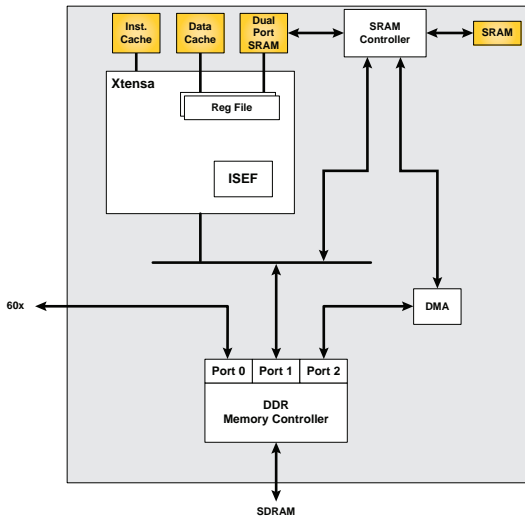 Inst.
Cache
Data
Cache
Dual
Port
SRAM
SRAM
Controller
SRAM
Xtensa
Reg File
ISEF
60x
DMA
Port 0
Port 1
Port 2
DDR
Memory Controller
SDRAM